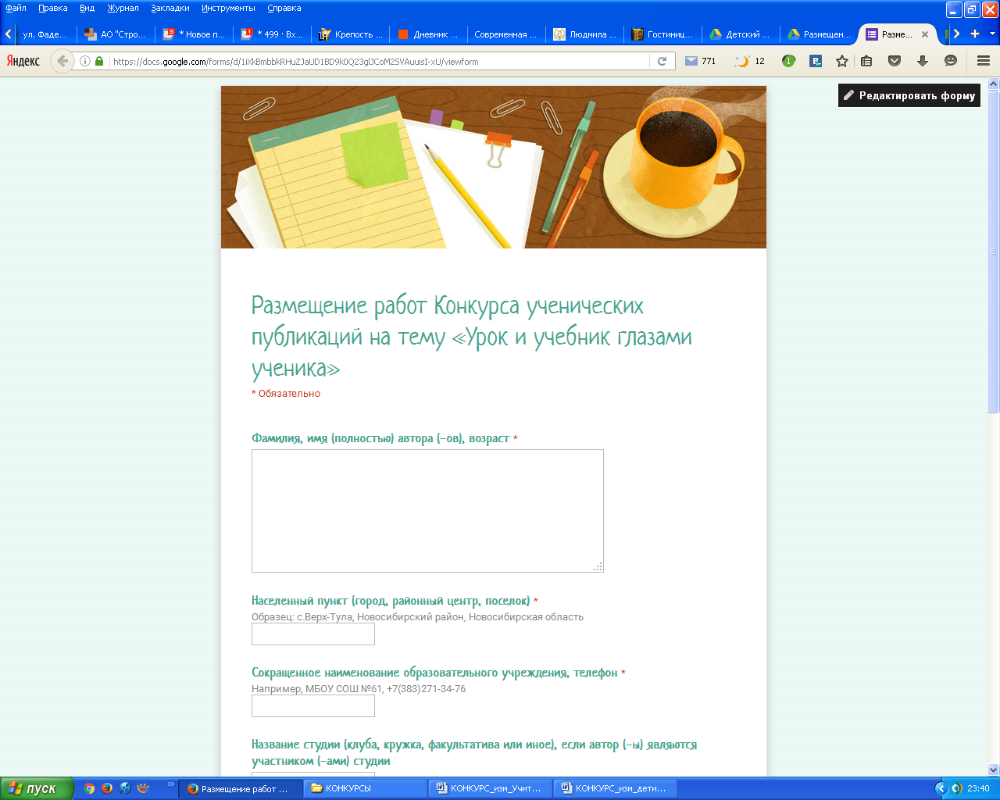 Файл Правка Вид Журнал Закладки Инструменты Справка
ул. Фаде... АО "Стро... * Новое п... * 499 · Вх... Крепость ... Дневник ... Современная ... Людмила ... Гостиниц... Детский ... Размещен... Разме...
Яндекс https://docs.google.com/forms/d/ 771 12 1
Редактировать форму
Размещение работ Конкурса ученических
публикаций на тему «Урок и учебник глазами
ученика»
* Обязательно
Фамилия, имя (полностью) автора (-ов), возраст *
Населенный пункт (город, районный центр, поселок) *
Образец: с.Верх-Тула, Новосибирский район, Новосибирская область
Сокращенное наименование образовательного учреждения, телефон *
Например, МБОУ СОШ №61, +7(383)271-34-76
Название студии (клуба, кружка, факультатива или иное), если автор (-ы) являются
участником (-ами) студии
пуск Размещение работ ... КОНКУРСЫ КОНКУРС_изм_Учит... КОНКУРС_изм_дети... 23:40